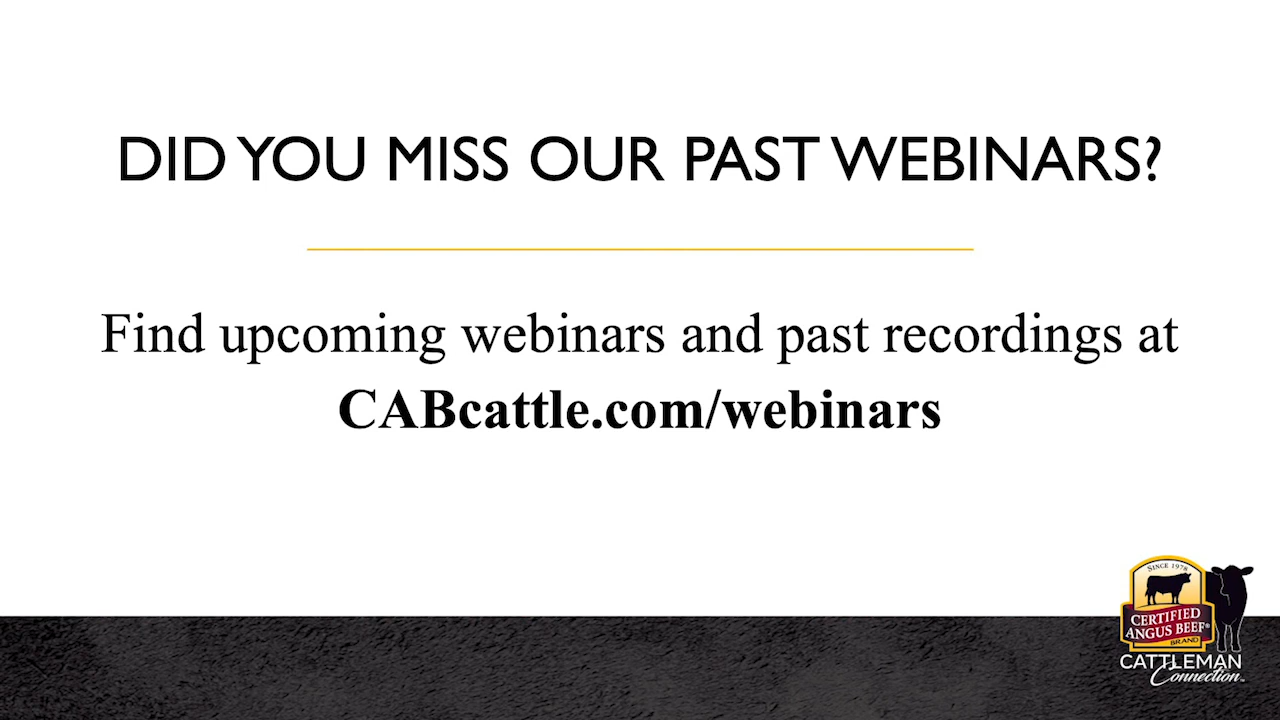 DID YOU MISS OUR PAST WEBINARS?
Find upcoming webinars and past recordings at
CABcattle.com/webinars
SINCE 1978
CERTIFIED
ANGUS BEEF®
BRAND
CATTLEMAN
Connection™